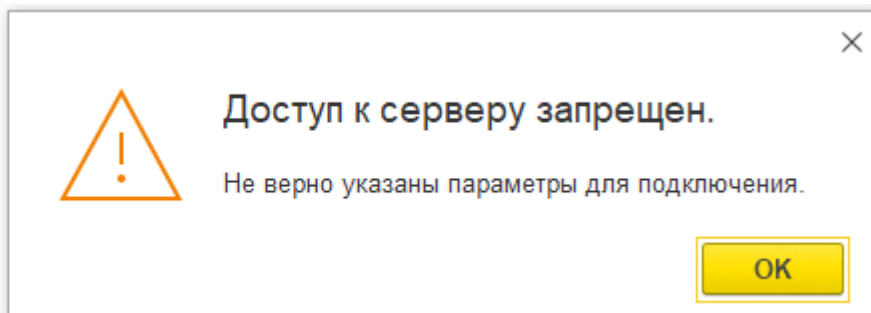 Доступ к серверу запрещен.
Не верно указаны параметры для подключения.
OK